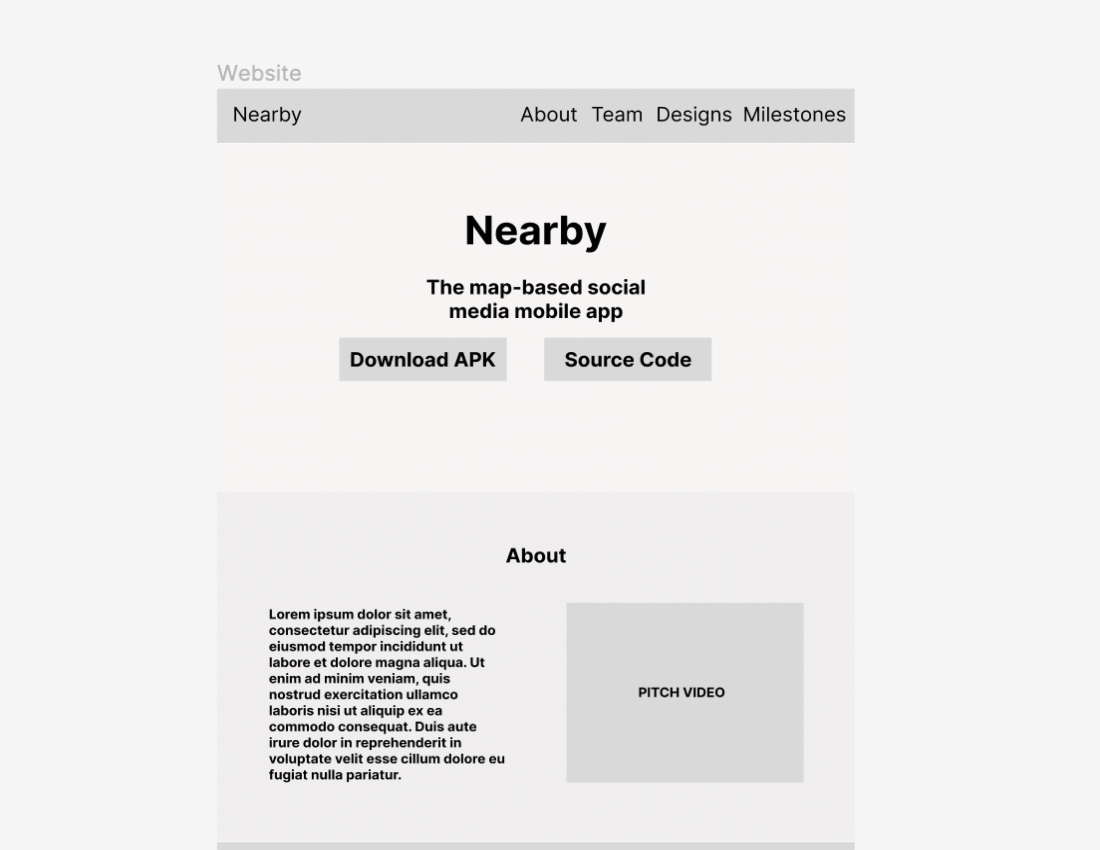 Website
Nearby About Team Designs Milestones
Nearby
The map-based social
media mobile app
Download APK Source Code
About
Lorem ipsum dolor sit amet,
consectetur adipiscing elit, sed do
eiusmod tempor incididunt ut
labore et dolore magna aliqua. Ut
enim ad minim veniam, quis
nostrud exercitation ullamco
laboris nisi ut aliquip ex ea
commodo consequat. Duis aute
irure dolor in reprehenderit in
voluptate velit esse cillum dolore eu
fugiat nulla pariatur.
PITCH VIDEO